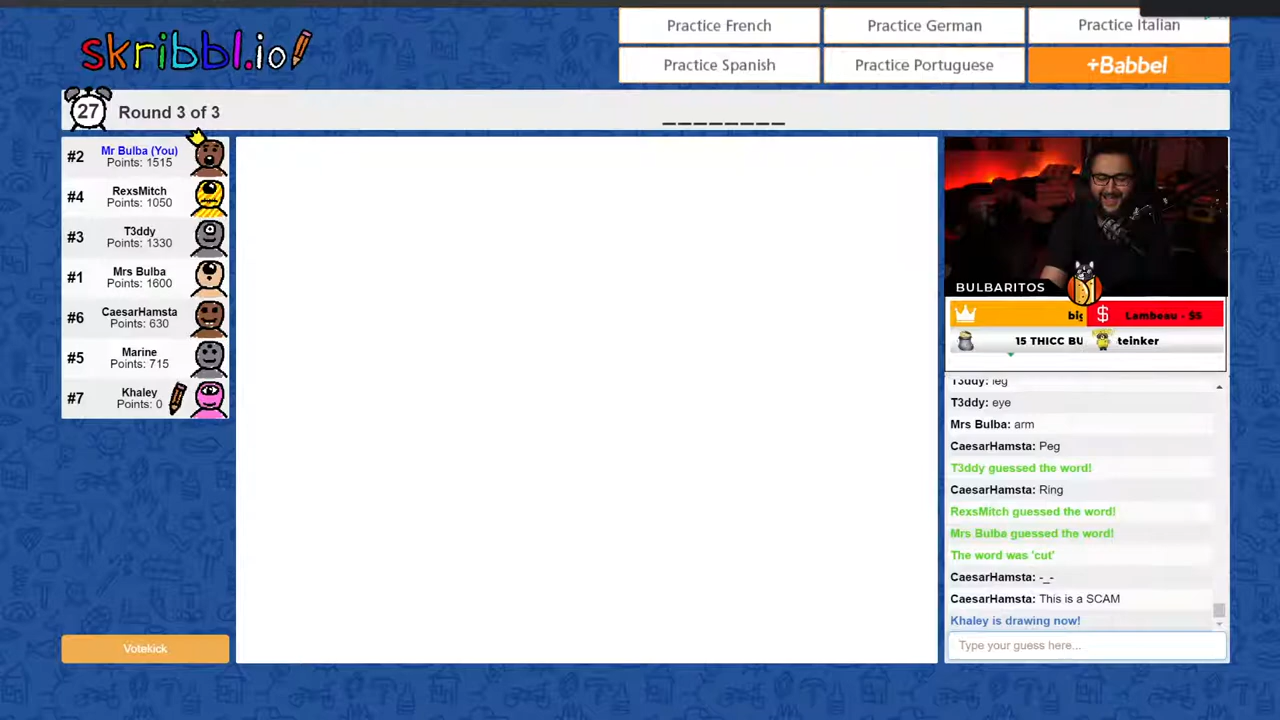 Practice French
Practice German
Practice Italian
skribbl.io
Practice Spanish
Practice Portuguese
+Babbel
27
Round 3 of 3
________
#2
Mr Bulba (You)
Points: 1515
#4
RexsMitch
Points: 1050
#3
T3ddy
Points: 1330
#1
Mrs Bulba
Points: 1600
#6
CaesarHamsta
Points: 630
#5
Marine
Points: 715
#7
Khaley
Points: 0
Votekick
BULBARITOS
big
$ Lambeau - $5
15 THICC BU
teinker
T3ddy: leg
T3ddy: eye
Mrs Bulba: arm
CaesarHamsta: Peg
T3ddy guessed the word!
CaesarHamsta: Ring
RexsMitch guessed the word!
Mrs Bulba guessed the word!
The word was 'cut'
CaesarHamsta: -_-
CaesarHamsta: This is a SCAM
Khaley is drawing now!
Type your guess here...